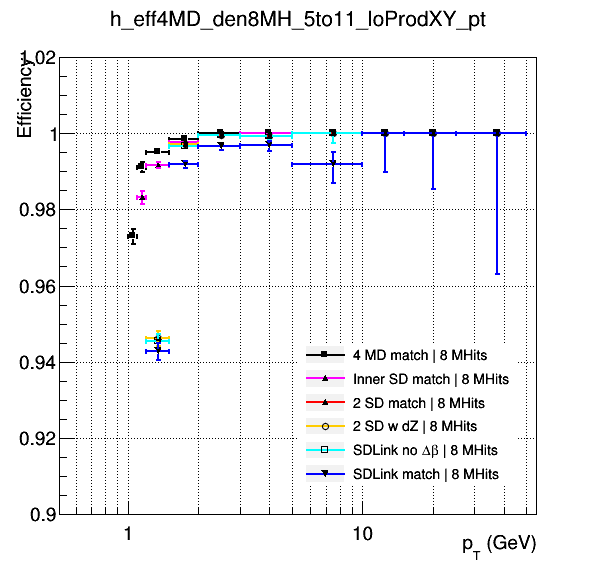 h_eff4MD_den8MH_5to11_loProdXY_pt
Efficiency
1.02
1
0.98
0.96
0.94
0.92
0.9
4 MD match | 8 MHits
Inner SD match | 8 MHits
2 SD match | 8 MHits
2 SD w dZ | 8 MHits
SDLink no Δβ | 8 MHits
SDLink match | 8 MHits
1
10
p_T (GeV)